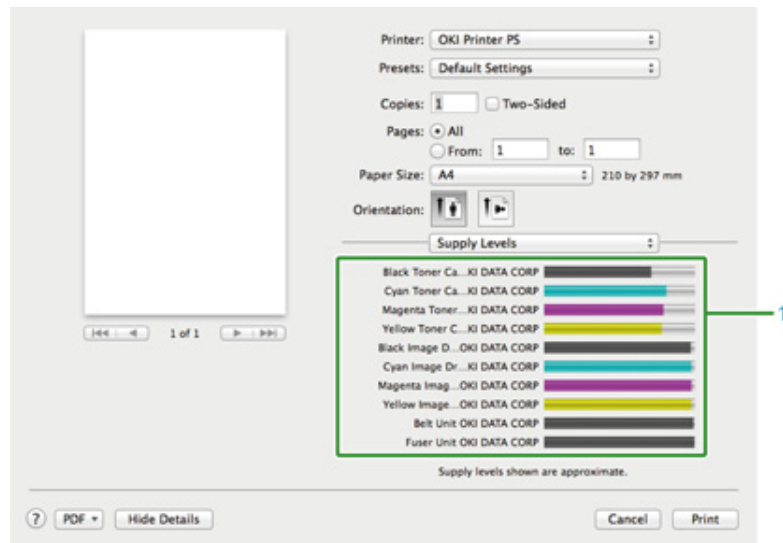 Printer: OKI Printer PS
Presets: Default Settings
Copies: 1 Two-Sided
Pages: All
From: 1 to: 1
Paper Size: A4 210 by 297 mm
Orientation:
Supply Levels
Black Toner Ca...KI DATA CORP
Cyan Toner Ca...KI DATA CORP
Magenta Toner...KI DATA CORP
Yellow Toner C...KI DATA CORP
Black Image D...OKI DATA CORP
Cyan Image Dr...KI DATA CORP
Magenta Imag...OKI DATA CORP
Yellow Image...OKI DATA CORP
Belt Unit OKI DATA CORP
Fuser Unit OKI DATA CORP
1
1 of 1
Supply levels shown are approximate.
? PDF Hide Details Cancel Print